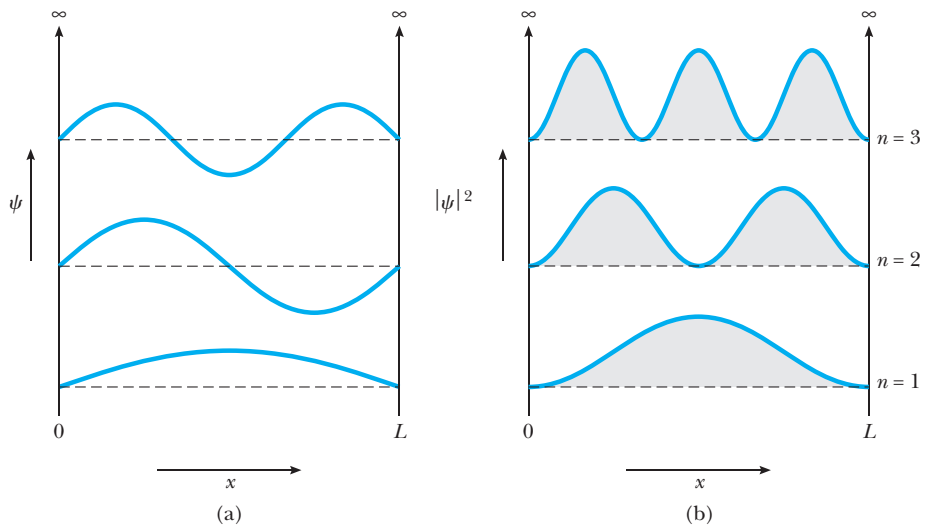 ∞ ∞
ψ
0 L
x
(a)
∞ ∞
|ψ|²
n = 3
n = 2
n = 1
0 L
x
(b)